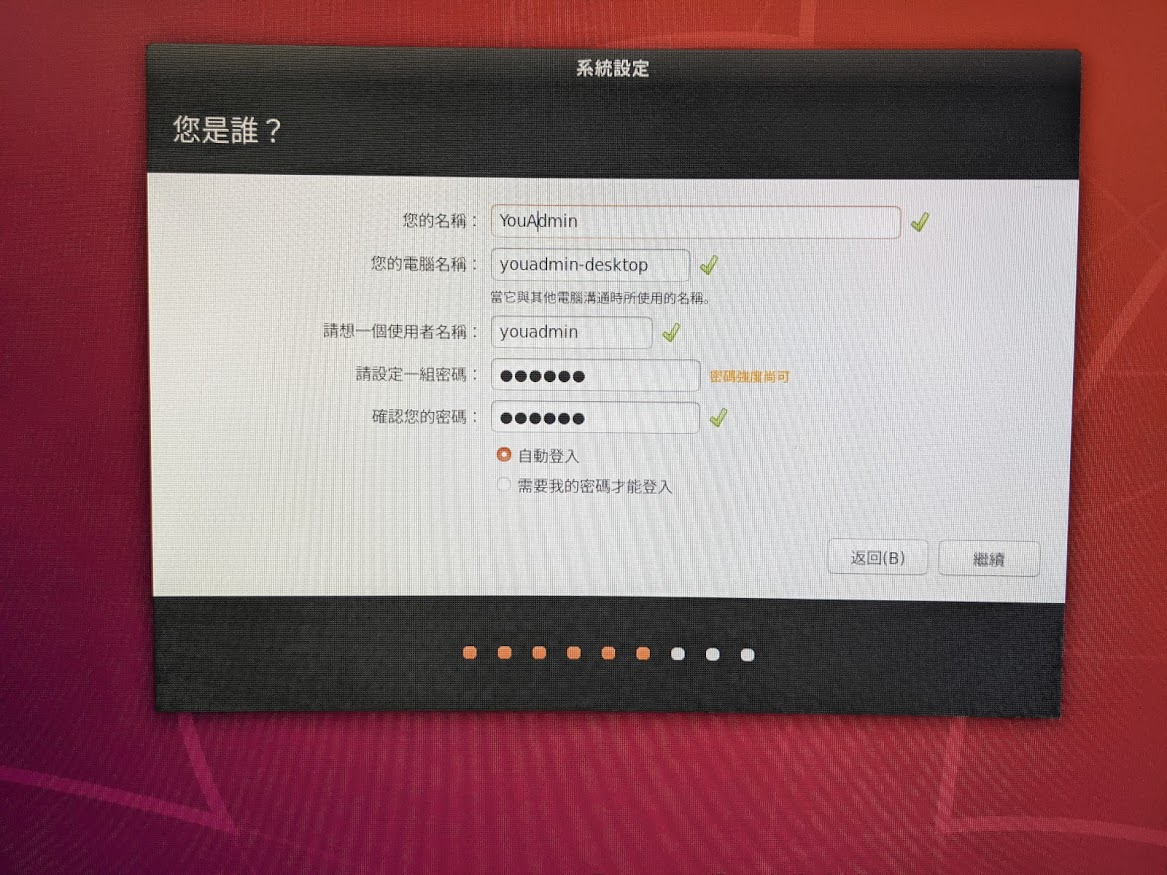 系統設定
您是誰？
您的名稱： YouAdmin
您的電腦名稱： youadmin-desktop
當它與其他電腦溝通時所使用的名稱。
請想一個使用者名稱： youadmin
請設定一組密碼： ●●●●●● 密碼強度尚可
確認您的密碼： ●●●●●●
自動登入
需要我的密碼才能登入
返回(B) 繼續